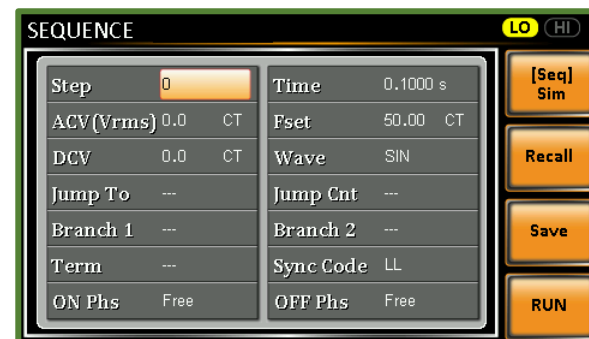 SEQUENCE LO HI
Step 0 Time 0.1000 s
ACV(Vrms) 0.0 CT Fset 50.00 CT
DCV 0.0 CT Wave SIN
Jump To --- Jump Cnt ---
Branch 1 --- Branch 2 ---
Term --- Sync Code LL
ON Phs Free OFF Phs Free
[Seq]
Sim
Recall
Save
RUN